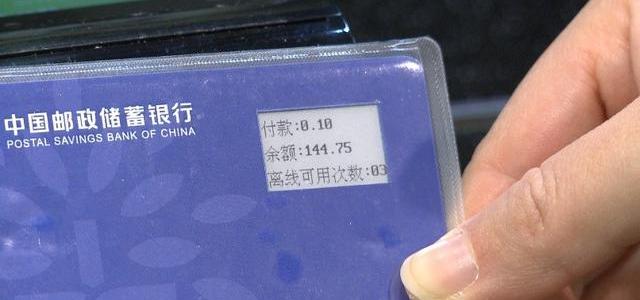 中国邮政储蓄银行
POSTAL SAVINGS BANK OF CHINA
付款:0.10
余额:144.75
离线可用次数:03